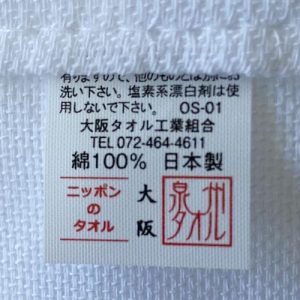 有りますので、他のものとは別にお
洗い下さい。塩素系漂白剤は使
用しないで下さい。 OS-01
大阪タオル工業組合
TEL 072-464-4611
綿100% 日本製
ニッポン
の
タオル
大
阪
泉州
タオル